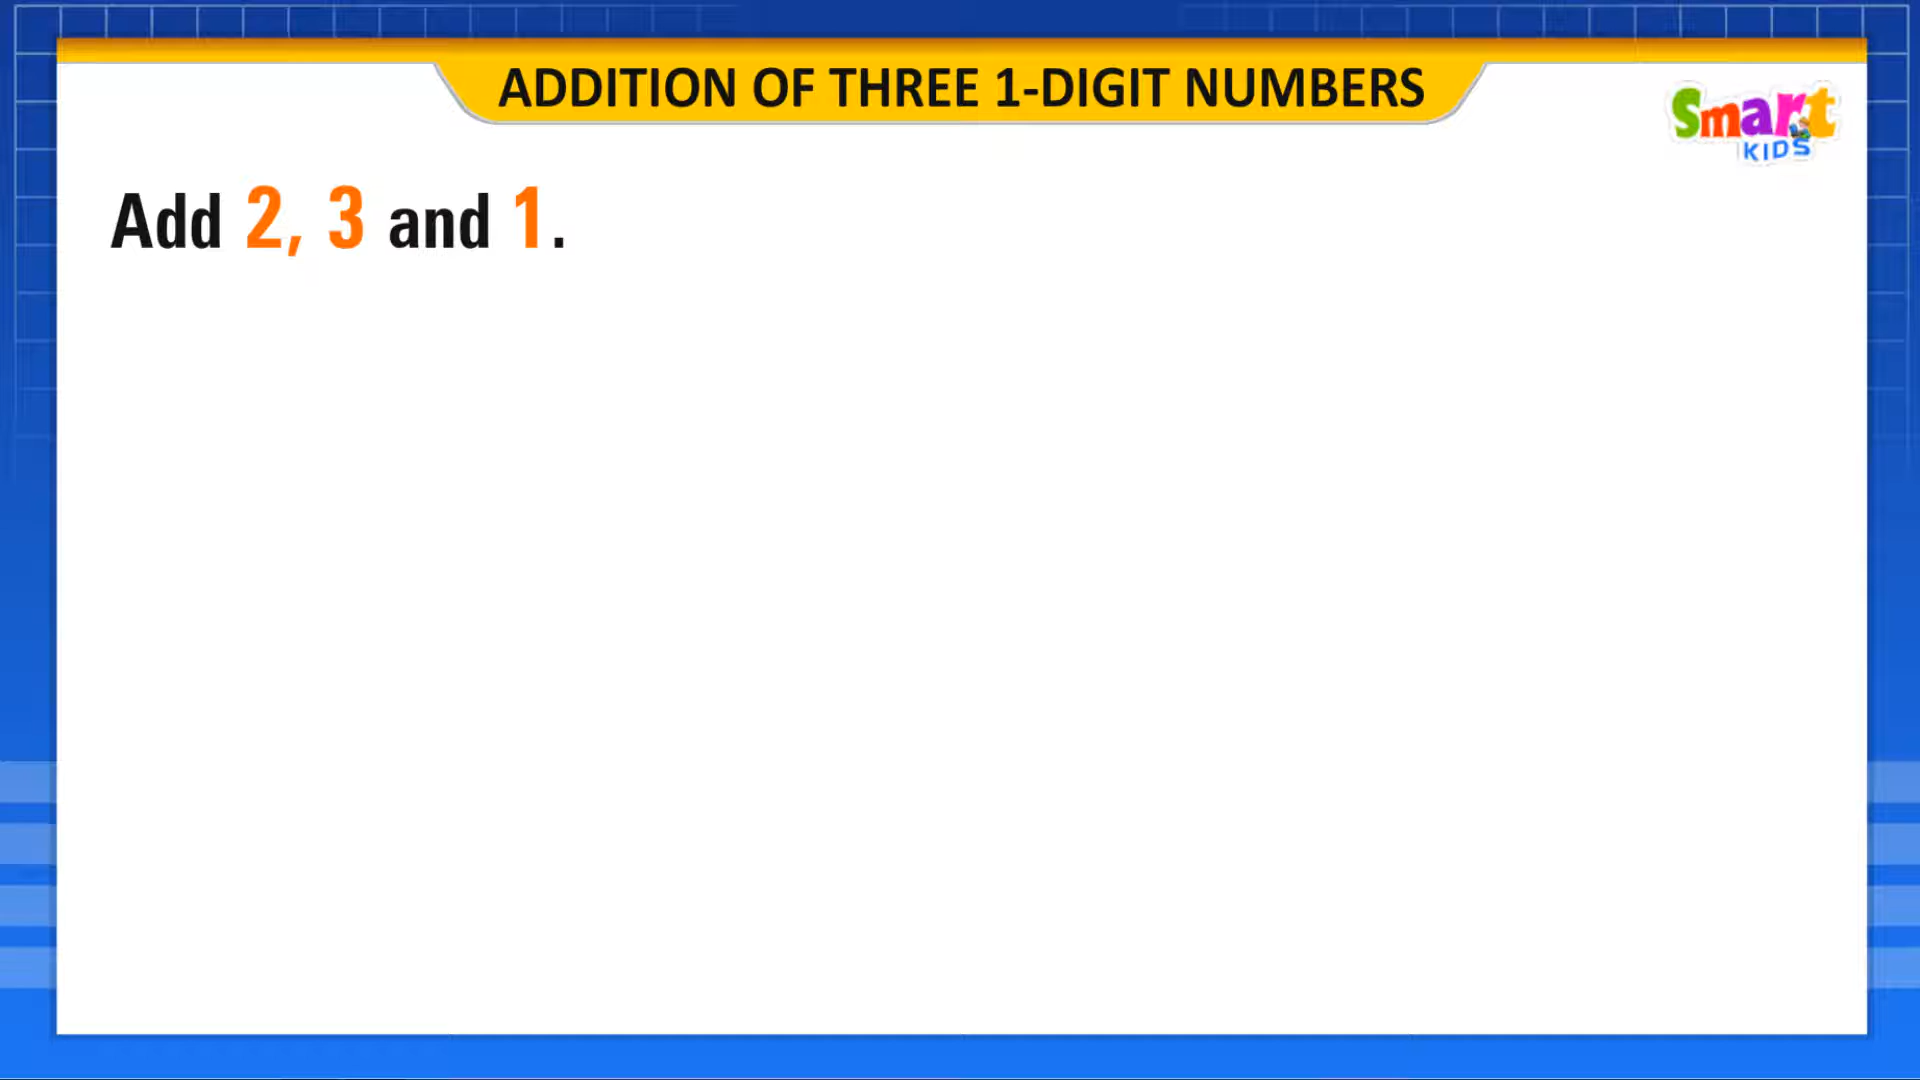 ADDITION OF THREE 1-DIGIT NUMBERS
Smart
KIDS
Add 2, 3 and 1.